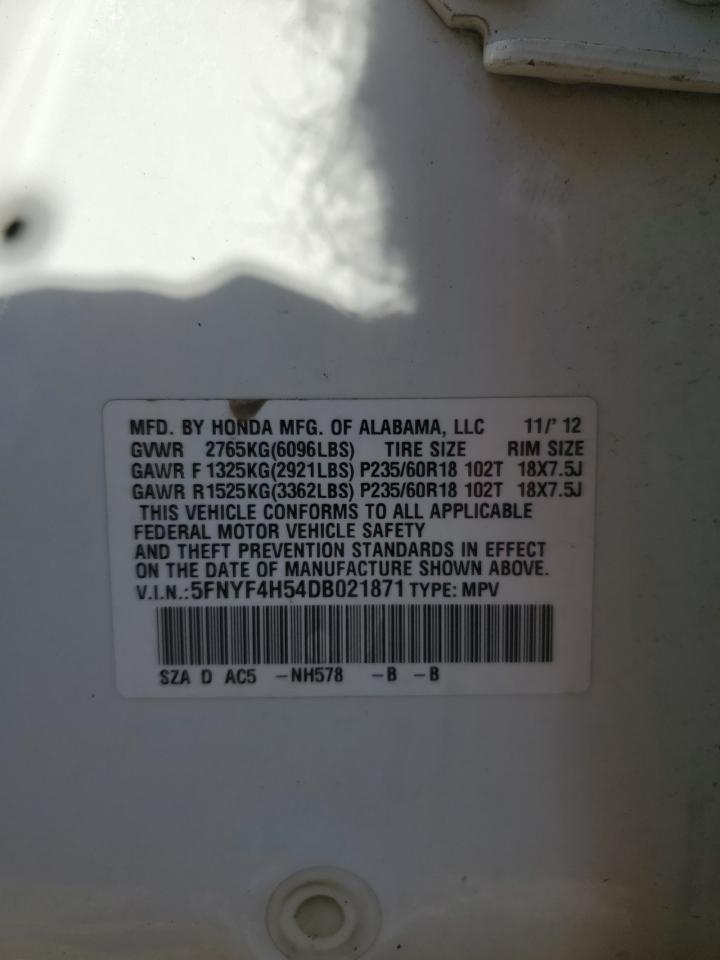 MFD. BY HONDA MFG. OF ALABAMA, LLC 11/'12
GVWR 2765KG(6096LBS) TIRE SIZE RIM SIZE
GAWR F 1325KG(2921LBS) P235/60R18 102T 18X7.5J
GAWR R1525KG(3362LBS) P235/60R18 102T 18X7.5J
THIS VEHICLE CONFORMS TO ALL APPLICABLE
FEDERAL MOTOR VEHICLE SAFETY
AND THEFT PREVENTION STANDARDS IN EFFECT
ON THE DATE OF MANUFACTURE SHOWN ABOVE.
V.I.N.:5FNYF4H54DB021871 TYPE: MPV
SZA D AC5 -NH578 -B -B